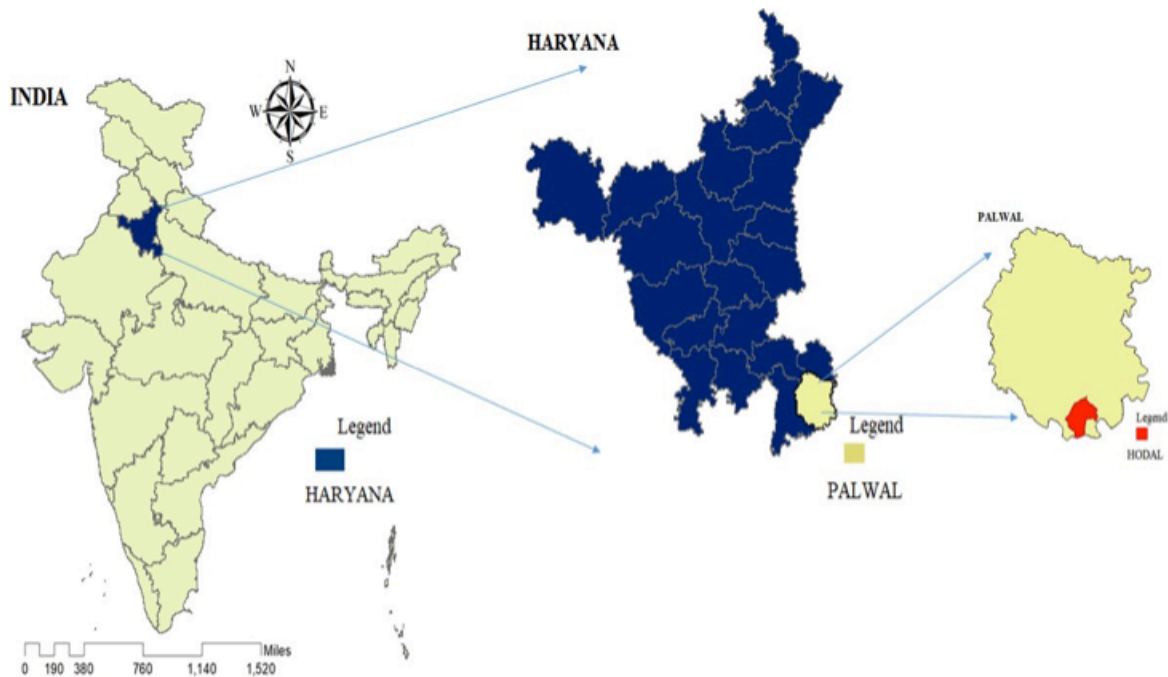 HARYANA
INDIA
N
W E
S
PALWAL
Legend
HARYANA
Legend
PALWAL
Legend
HODAL
Miles
0 190 380 760 1,140 1,520